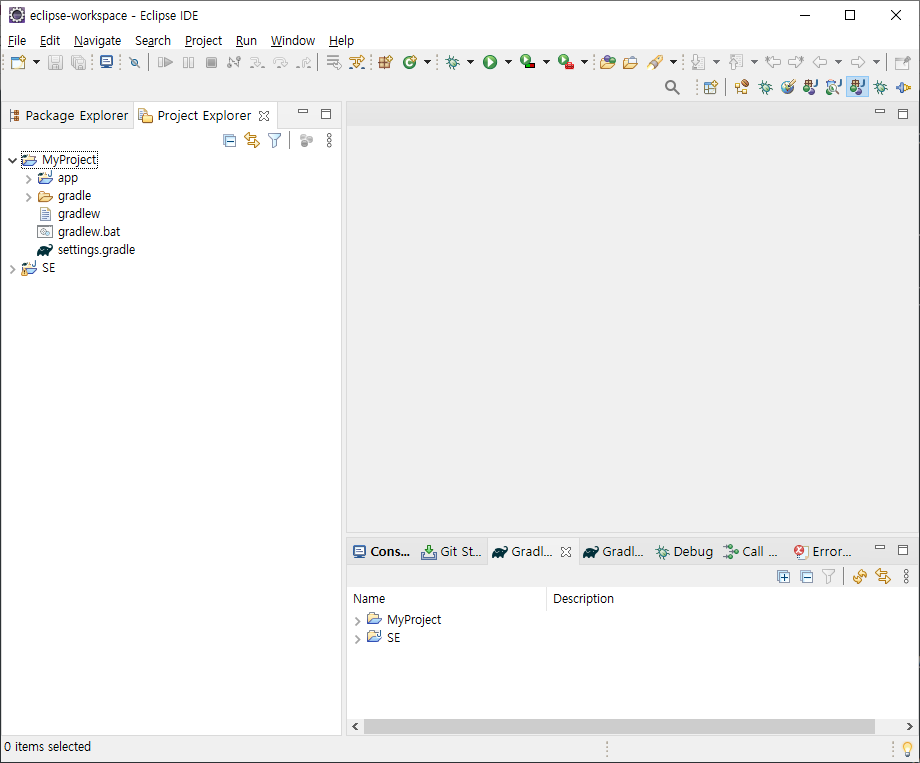 eclipse-workspace - Eclipse IDE
File Edit Navigate Search Project Run Window Help
Package Explorer Project Explorer
MyProject
app
gradle
gradlew
gradlew.bat
settings.gradle
SE
Cons... Git St... Gradl... Gradl... Debug Call ... Error...
Name Description
MyProject
SE
0 items selected